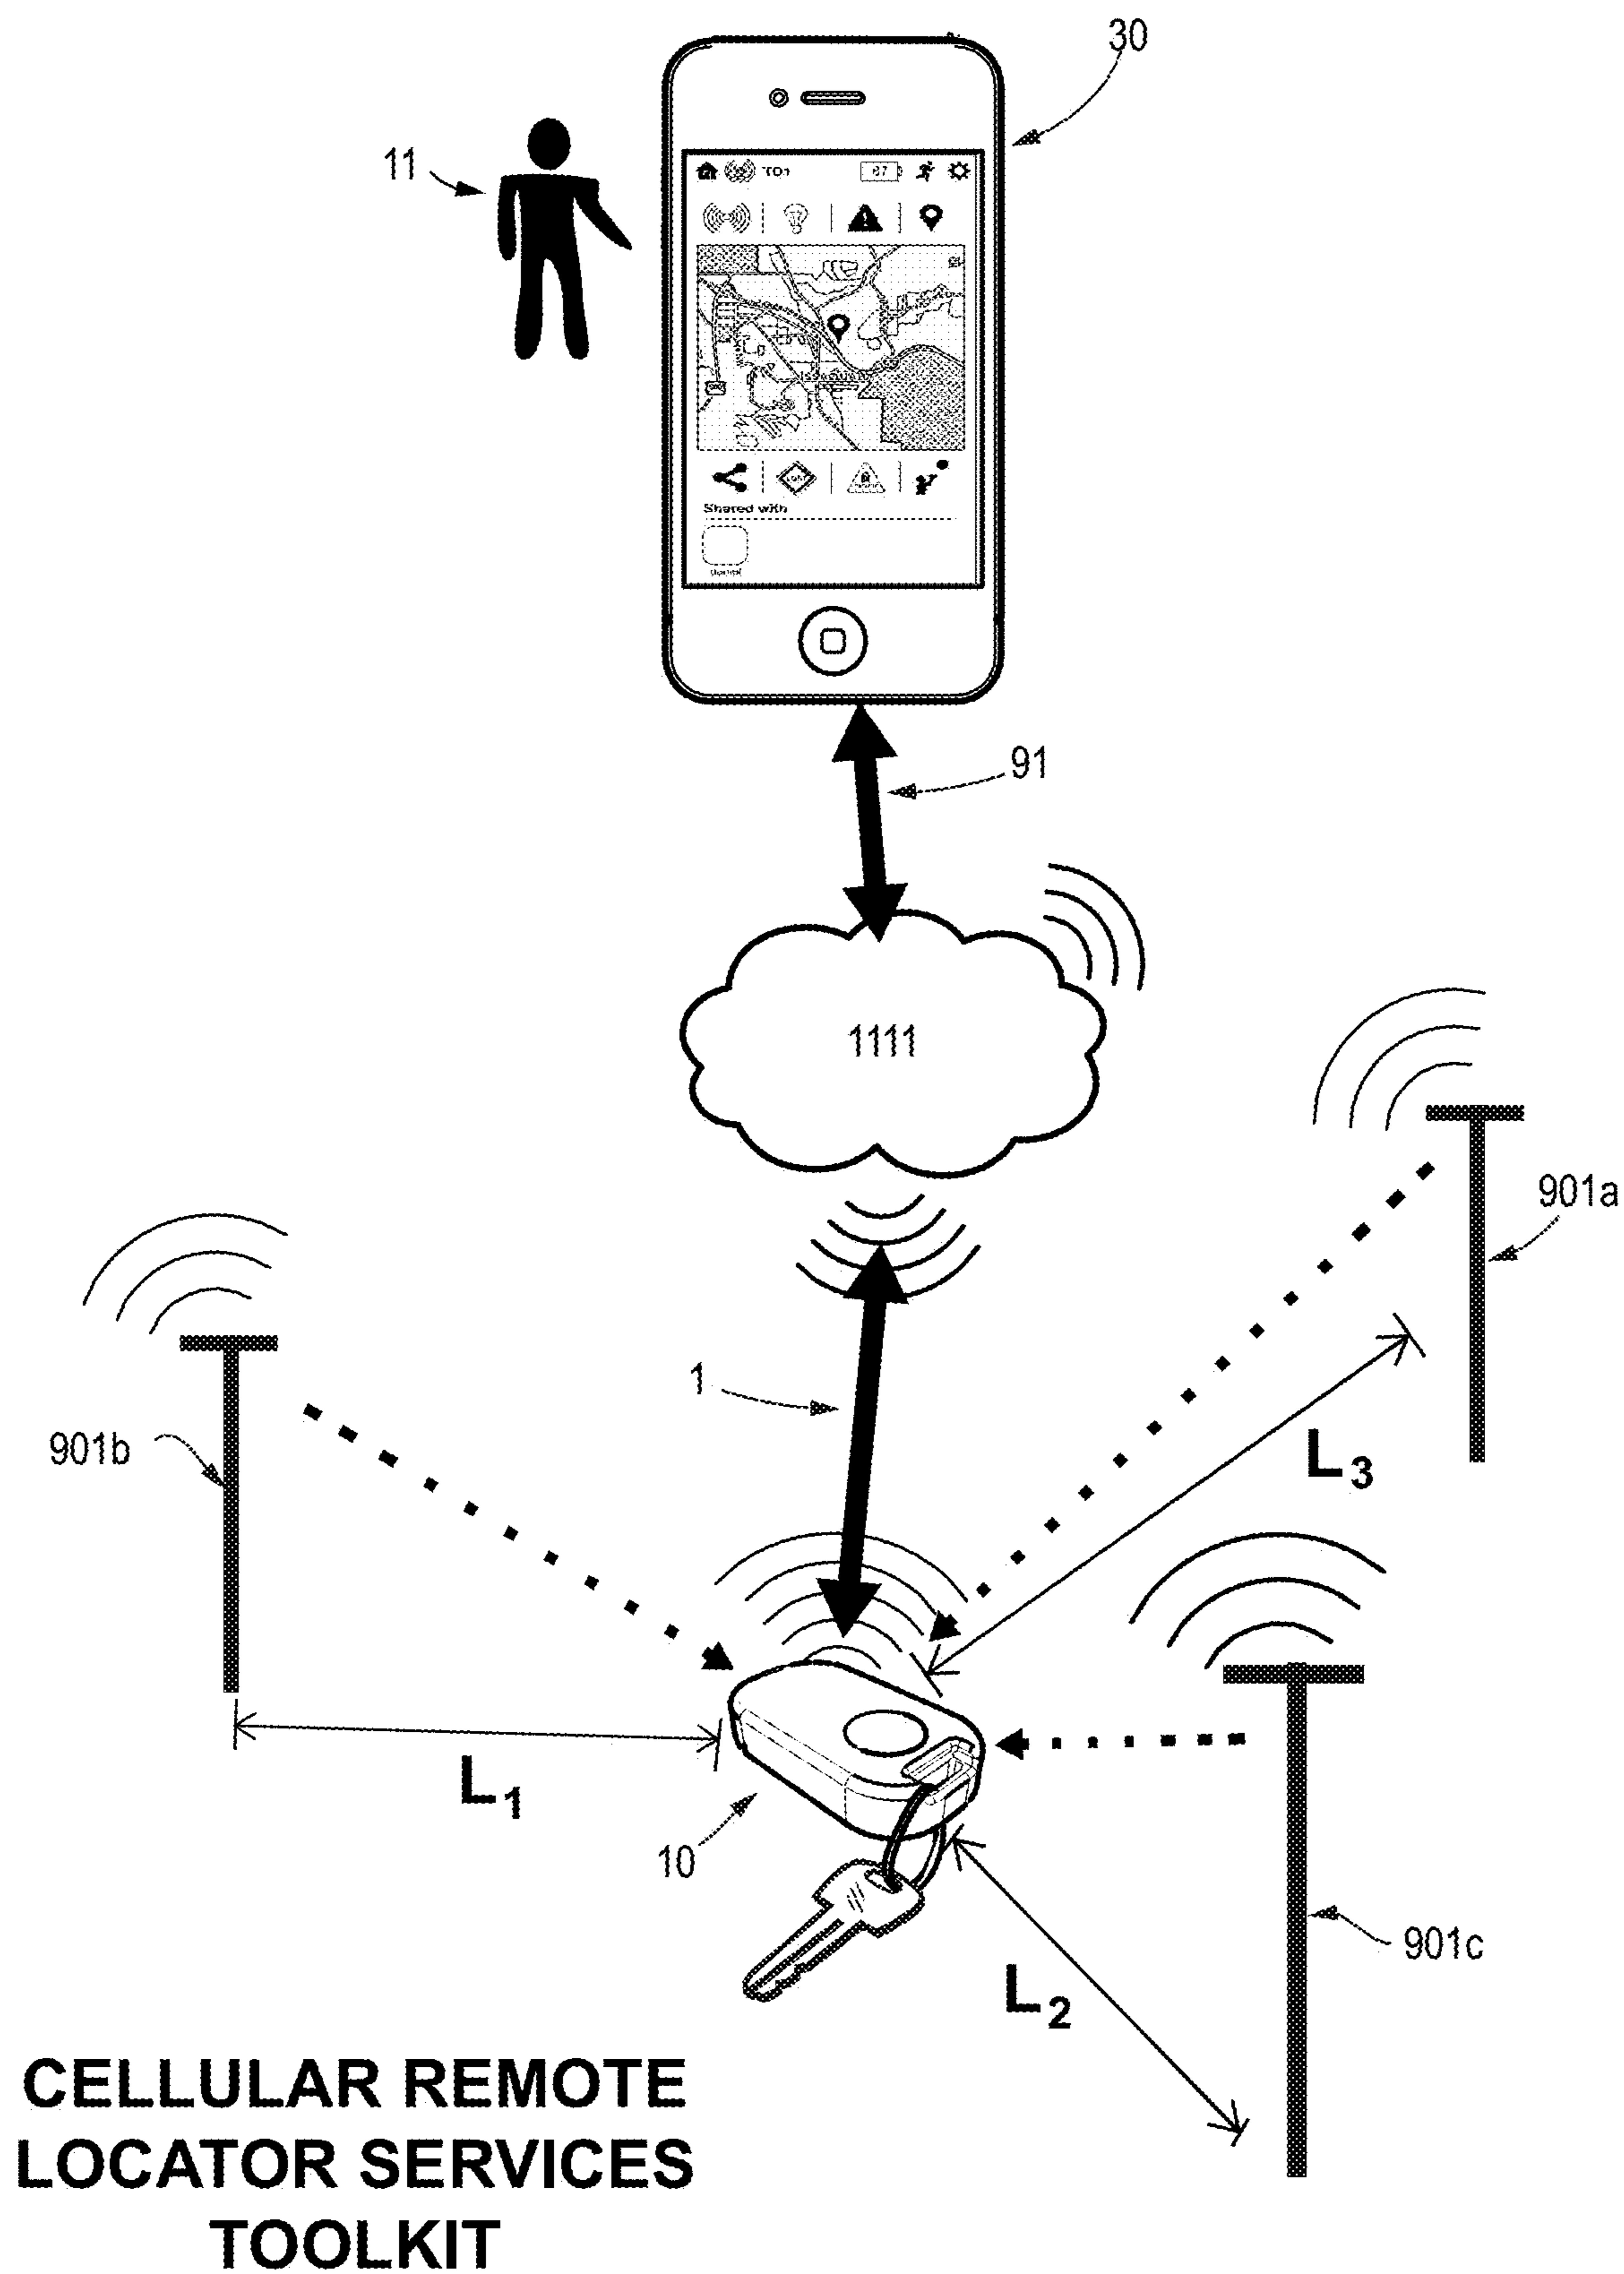 30
11
67
Shared with
91
1111
901a
1
901b
L3
L1
10
901c
L2
CELLULAR REMOTE
LOCATOR SERVICES
TOOLKIT